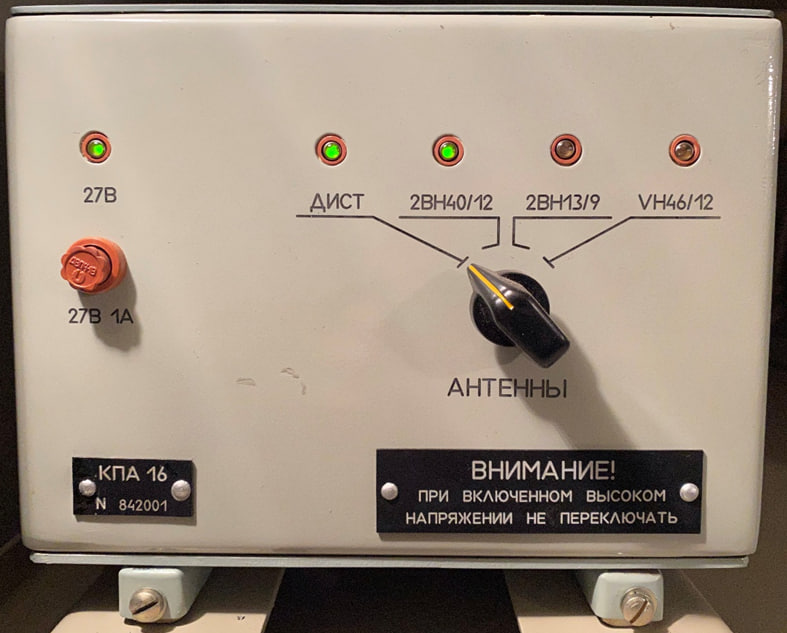 27В
ДИСТ
2ВН40/12
2ВН13/9
VН46/12
27В 1А
АНТЕННЫ
КПА 16
N 842001
ВНИМАНИЕ!
ПРИ ВКЛЮЧЕННОМ ВЫСОКОМ
НАПРЯЖЕНИИ НЕ ПЕРЕКЛЮЧАТЬ